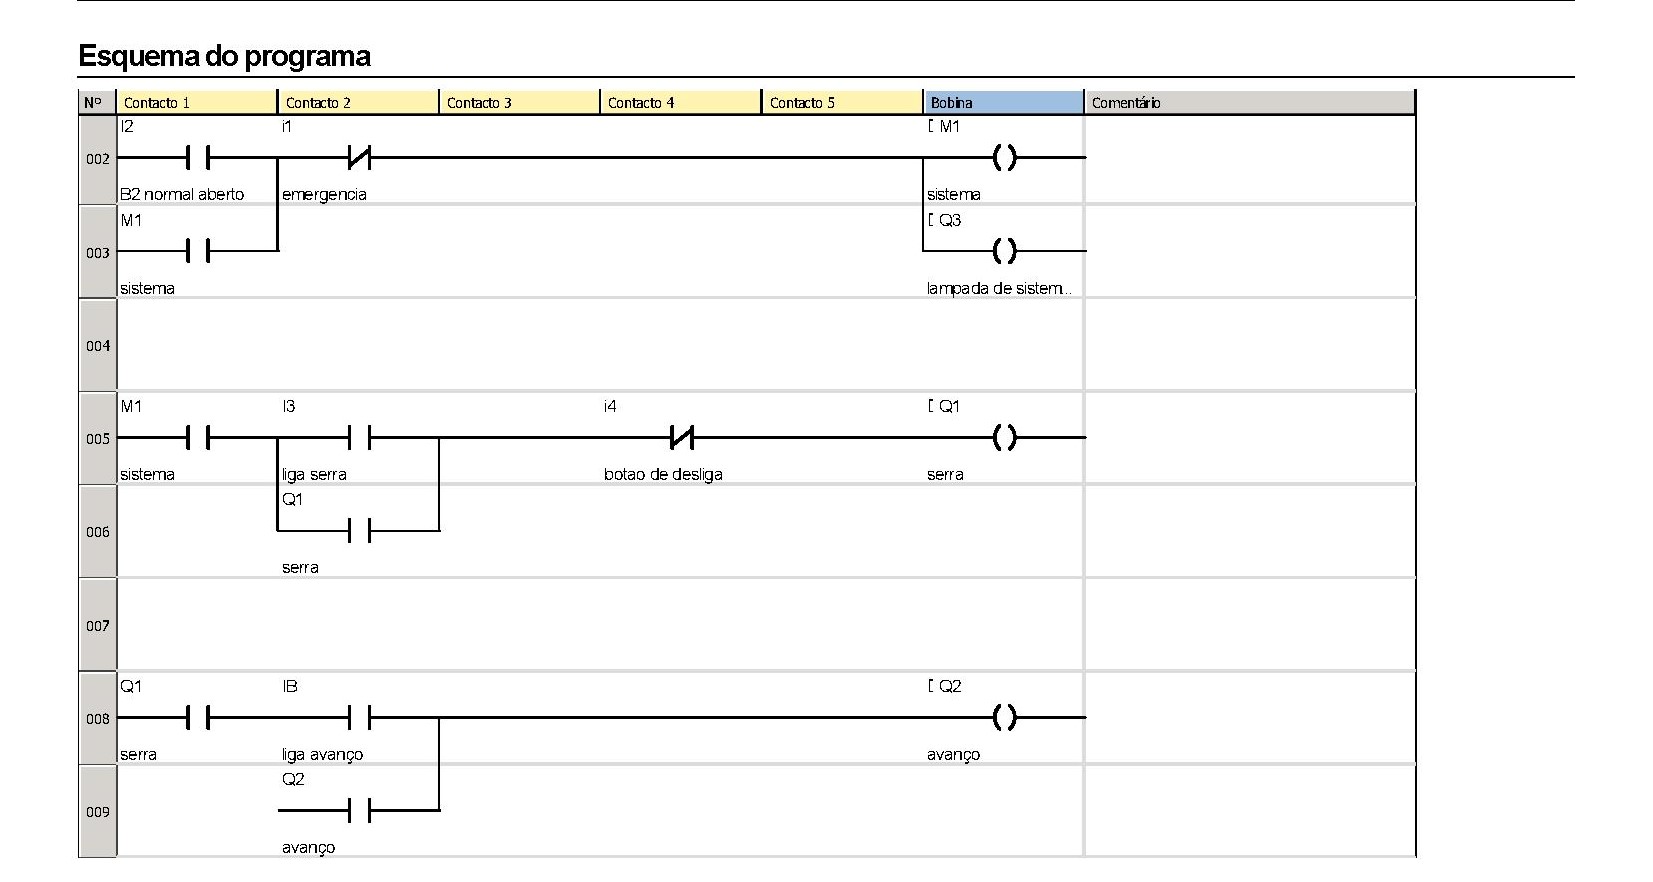 Esquema do programa
Nº Contacto 1 Contacto 2 Contacto 3 Contacto 4 Contacto 5 Bobina Comentário
I2 i1 [ M1
002
B2 normal aberto emergencia sistema
M1 [ Q3
003
sistema lampada de sistem...
004
M1 I3 i4 [ Q1
005
sistema liga serra botao de desliga serra
Q1
006
serra
007
Q1 IB [ Q2
008
serra liga avanço avanço
Q2
009
avanço